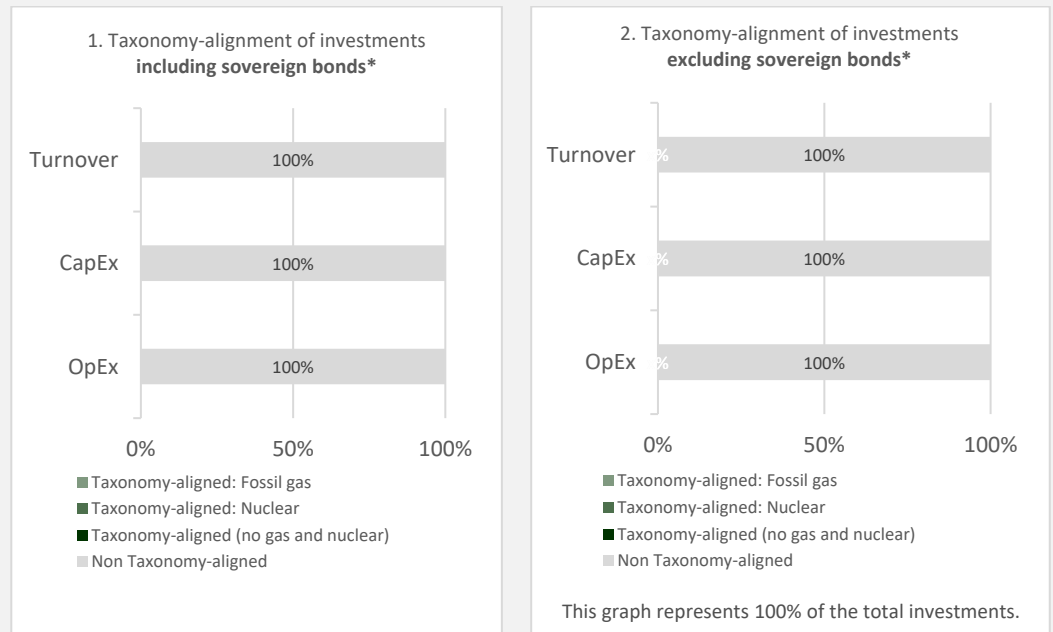 1. Taxonomy-alignment of investments
including sovereign bonds*
Turnover
100%
CapEx
100%
OpEx
100%
0%
50%
100%
Taxonomy-aligned: Fossil gas
Taxonomy-aligned: Nuclear
Taxonomy-aligned (no gas and nuclear)
Non Taxonomy-aligned
2. Taxonomy-alignment of investments
excluding sovereign bonds*
Turnover
%
100%
CapEx
%
100%
OpEx
%
100%
0%
50%
100%
Taxonomy-aligned: Fossil gas
Taxonomy-aligned: Nuclear
Taxonomy-aligned (no gas and nuclear)
Non Taxonomy-aligned
This graph represents 100% of the total investments.